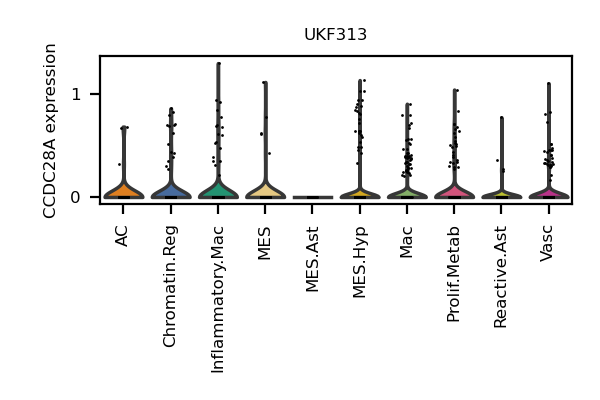 UKF313
CCDC28A expression
1
0
AC
Chromatin.Reg
Inflammatory.Mac
MES
MES.Ast
MES.Hyp
Mac
Prolif.Metab
Reactive.Ast
Vasc